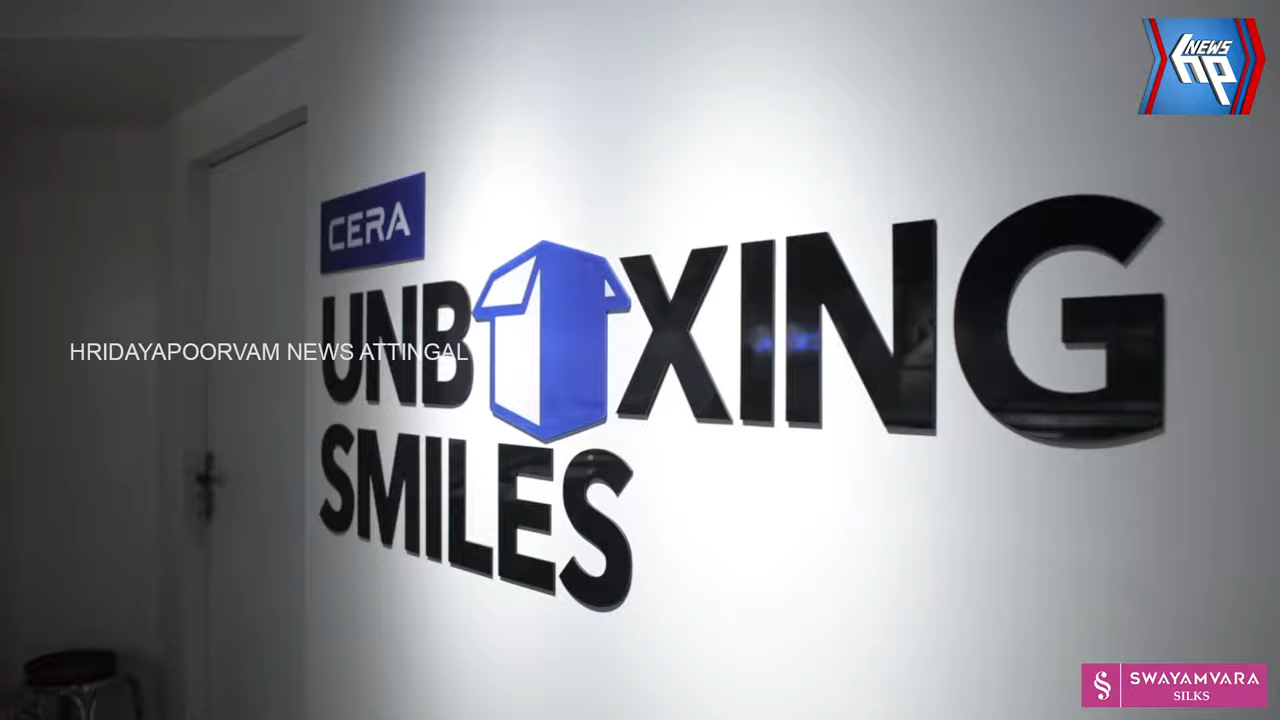 NEWS
hp
CERA
UNBOXING
HRIDAYAPOORVAM NEWS ATTINGAL
SMILES
SWAYAMVARA
SILKS